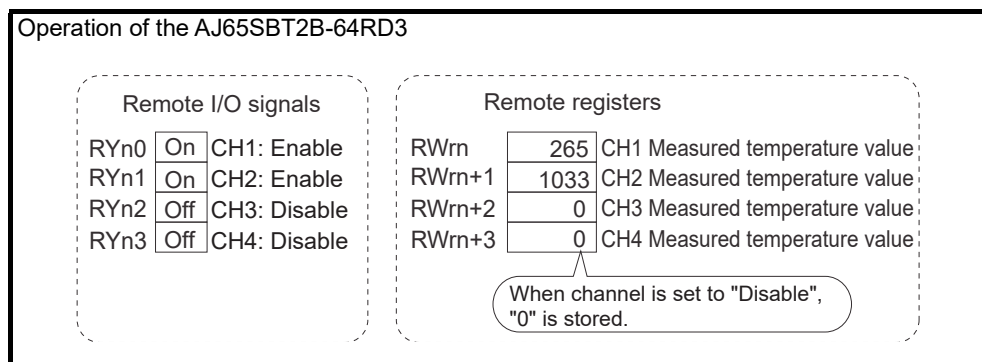 Operation of the AJ65SBT2B-64RD3
Remote I/O signals
RYn0 On CH1: Enable
RYn1 On CH2: Enable
RYn2 Off CH3: Disable
RYn3 Off CH4: Disable
Remote registers
RWrn 265 CH1 Measured temperature value
RWrn+1 1033 CH2 Measured temperature value
RWrn+2 0 CH3 Measured temperature value
RWrn+3 0 CH4 Measured temperature value
When channel is set to "Disable",
"0" is stored.